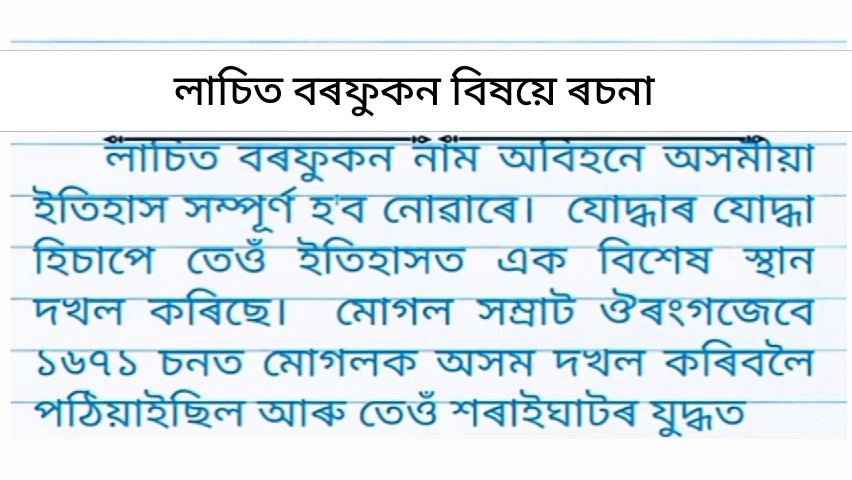 লাচিত বৰফুকন বিষয়ে ৰচনা
লাচিত বৰফুকন নাম অবিহনে অসমীয়া
ইতিহাস সম্পূৰ্ণ হ'ব নোৱাৰে। যোদ্ধাৰ যোদ্ধা
হিচাপে তেওঁ ইতিহাসত এক বিশেষ স্থান
দখল কৰিছে। মোগল সম্ৰাট ঔৰংগজেবে
১৬৭১ চনত মোগলক অসম দখল কৰিবলৈ
পঠিয়াইছিল আৰু তেওঁ শৰাইঘাটৰ যুদ্ধত